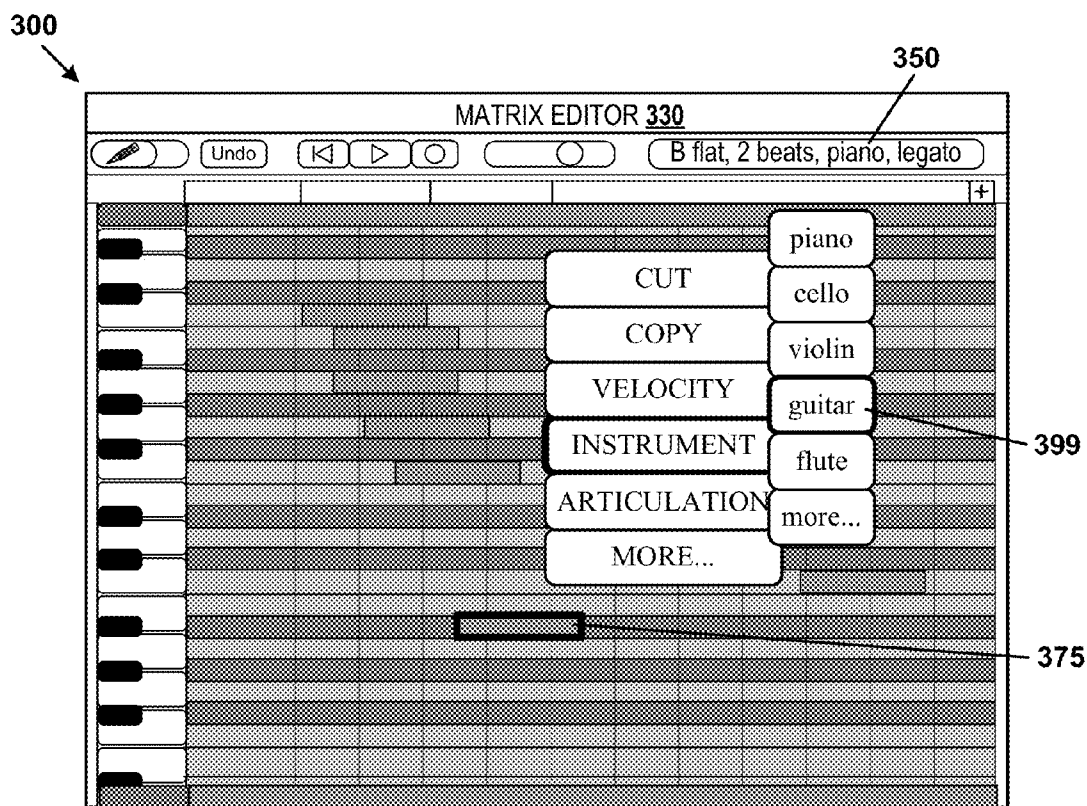 300
350
MATRIX EDITOR 330
Undo
B flat, 2 beats, piano, legato
+
piano
CUT
cello
COPY
violin
VELOCITY
guitar
399
INSTRUMENT
flute
ARTICULATION
more...
MORE...
375